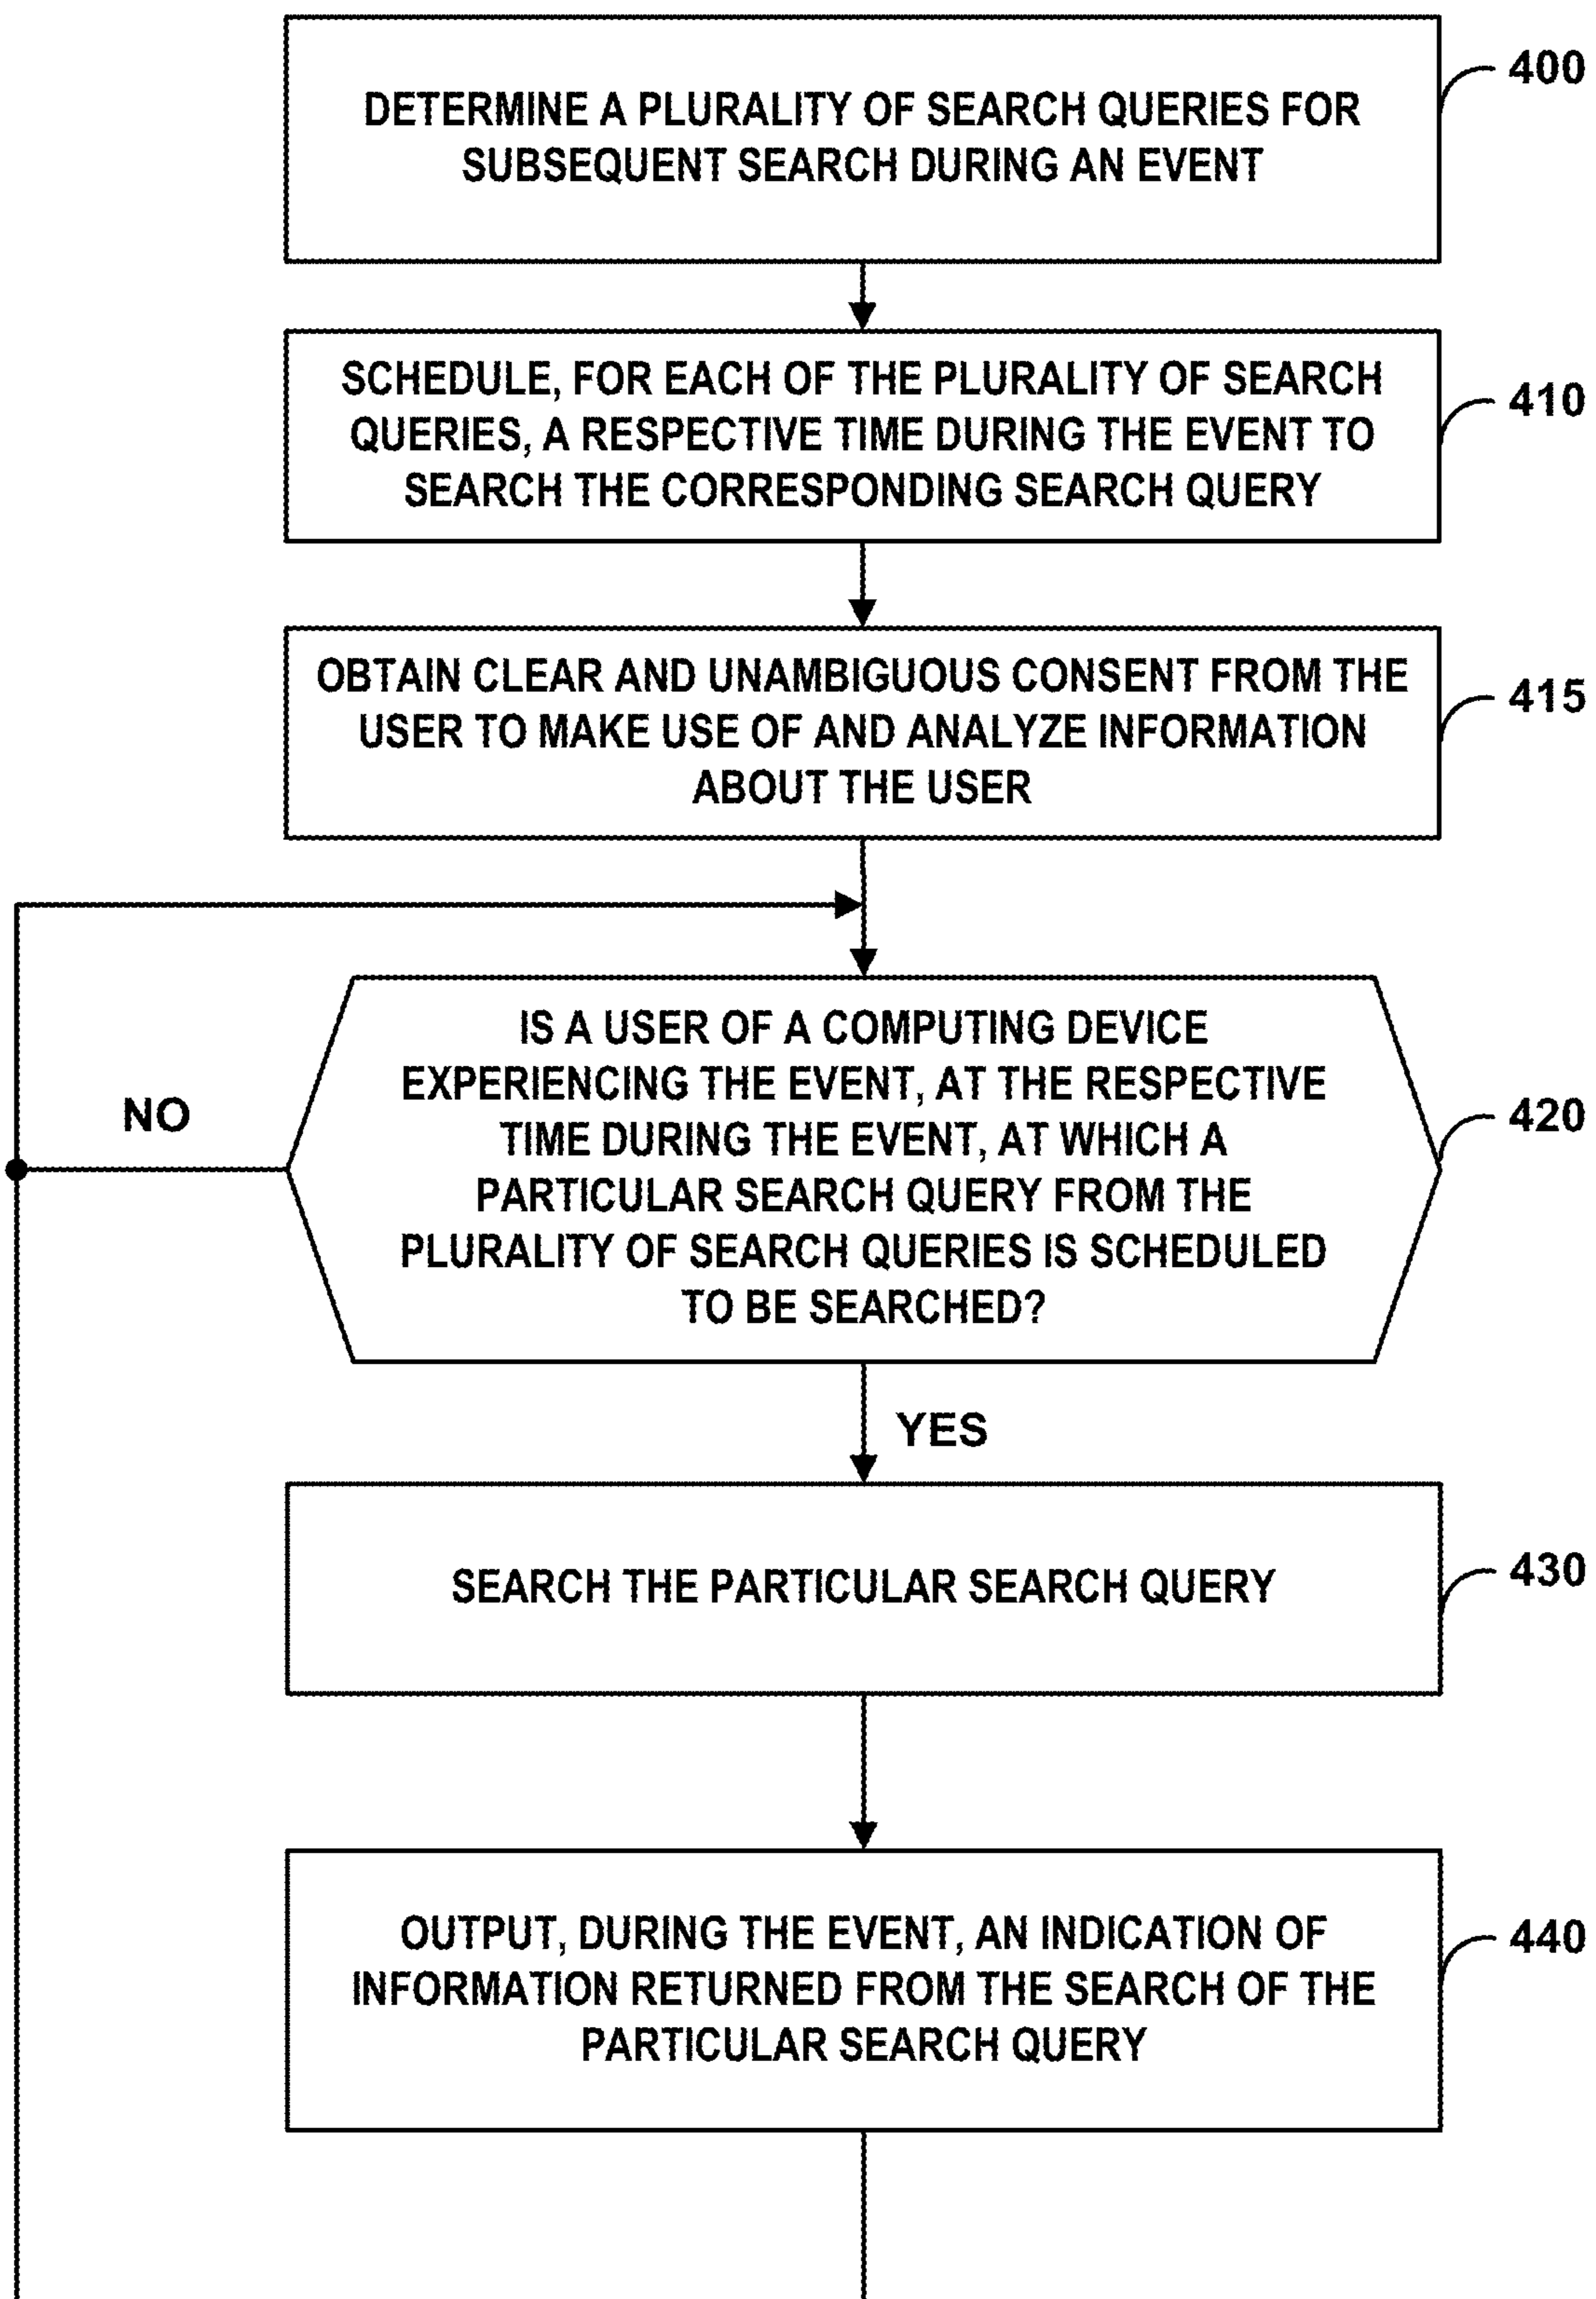 400
DETERMINE A PLURALITY OF SEARCH QUERIES FOR
SUBSEQUENT SEARCH DURING AN EVENT
SCHEDULE, FOR EACH OF THE PLURALITY OF SEARCH
QUERIES, A RESPECTIVE TIME DURING THE EVENT TO
SEARCH THE CORRESPONDING SEARCH QUERY
410
OBTAIN CLEAR AND UNAMBIGUOUS CONSENT FROM THE
USER TO MAKE USE OF AND ANALYZE INFORMATION
ABOUT THE USER
415
IS A USER OF A COMPUTING DEVICE
EXPERIENCING THE EVENT, AT THE RESPECTIVE
TIME DURING THE EVENT, AT WHICH A
PARTICULAR SEARCH QUERY FROM THE
PLURALITY OF SEARCH QUERIES IS SCHEDULED
TO BE SEARCHED?
NO
420
YES
SEARCH THE PARTICULAR SEARCH QUERY
430
OUTPUT, DURING THE EVENT, AN INDICATION OF
INFORMATION RETURNED FROM THE SEARCH OF THE
PARTICULAR SEARCH QUERY
440